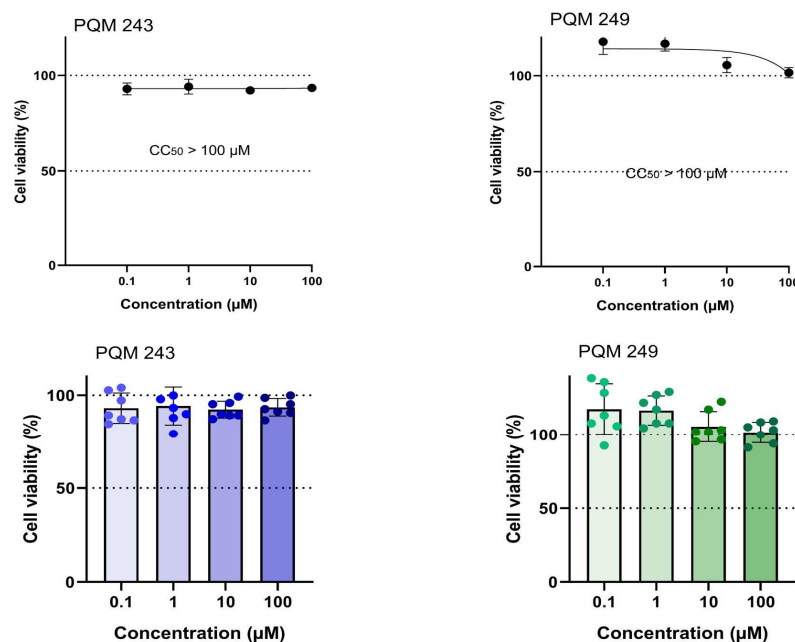 PQM 243
100
50
0
Cell viability (%)
CC50 > 100 µM
0.1 1 10 100
Concentration (µM)
PQM 249
100
50
0
Cell viability (%)
CC50 > 100 µM
0.1 1 10 100
Concentration (µM)
PQM 243
100
50
0
Cell viability (%)
0.1 1 10 100
Concentration (µM)
PQM 249
100
50
0
Cell viability (%)
0.1 1 10 100
Concentration (µM)